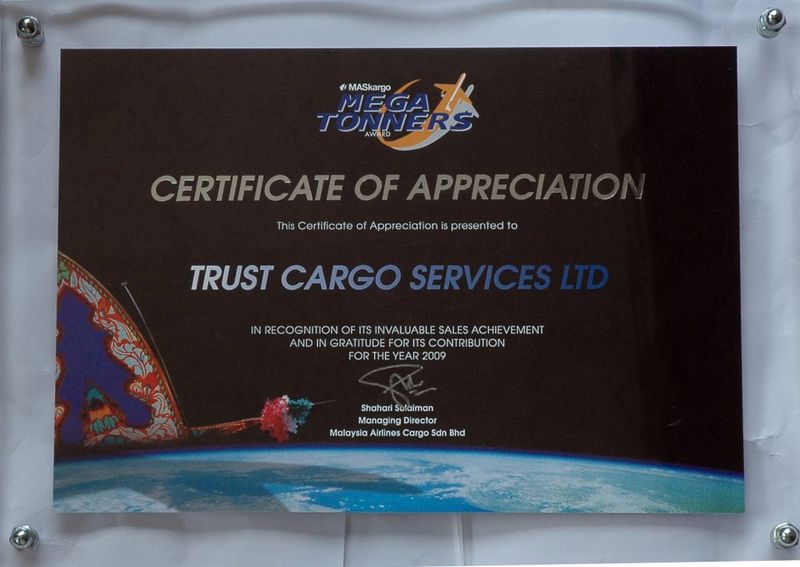 MASkargo
MEGA
TONNERS
AWARD
CERTIFICATE OF APPRECIATION
This Certificate of Appreciation is presented to
TRUST CARGO SERVICES LTD
IN RECOGNITION OF ITS INVALUABLE SALES ACHIEVEMENT
AND IN GRATITUDE FOR ITS CONTRIBUTION
FOR THE YEAR 2009
Shahari Sulaiman
Managing Director
Malaysia Airlines Cargo Sdn Bhd